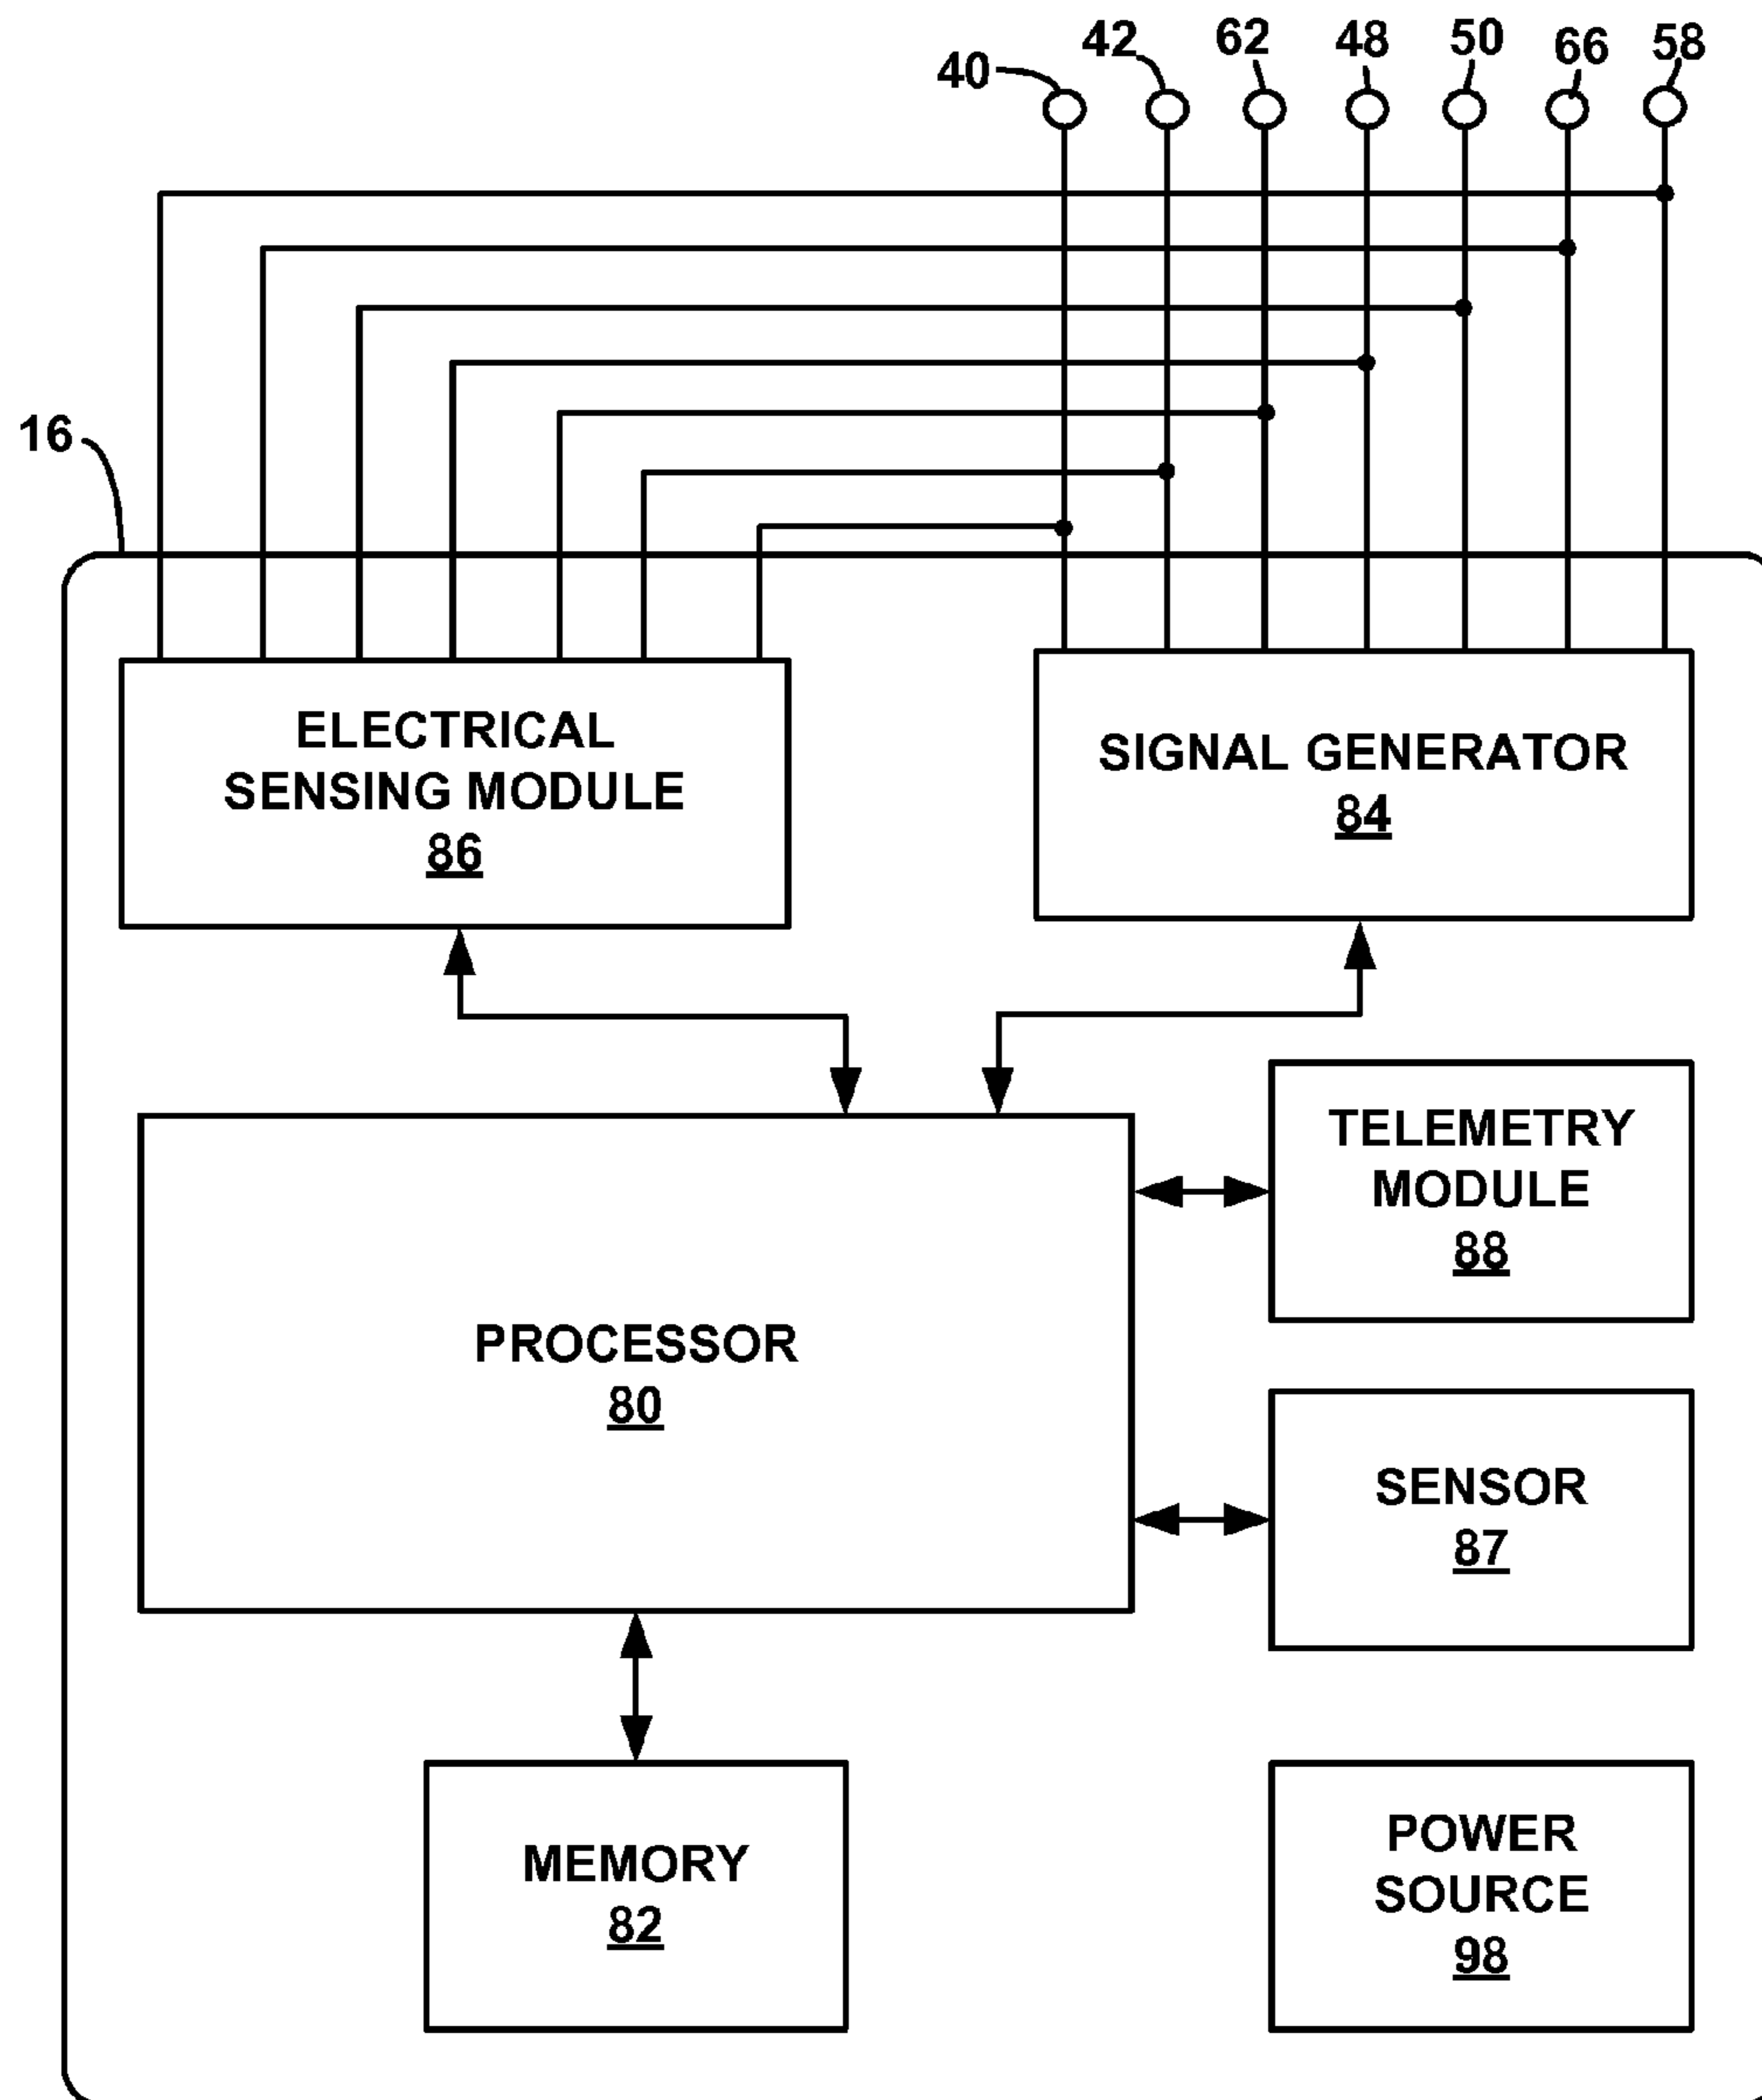 40
42
62
48
50
66
58
16
ELECTRICAL
SENSING MODULE
86
SIGNAL GENERATOR
84
TELEMETRY
MODULE
88
PROCESSOR
80
SENSOR
87
MEMORY
82
POWER
SOURCE
98